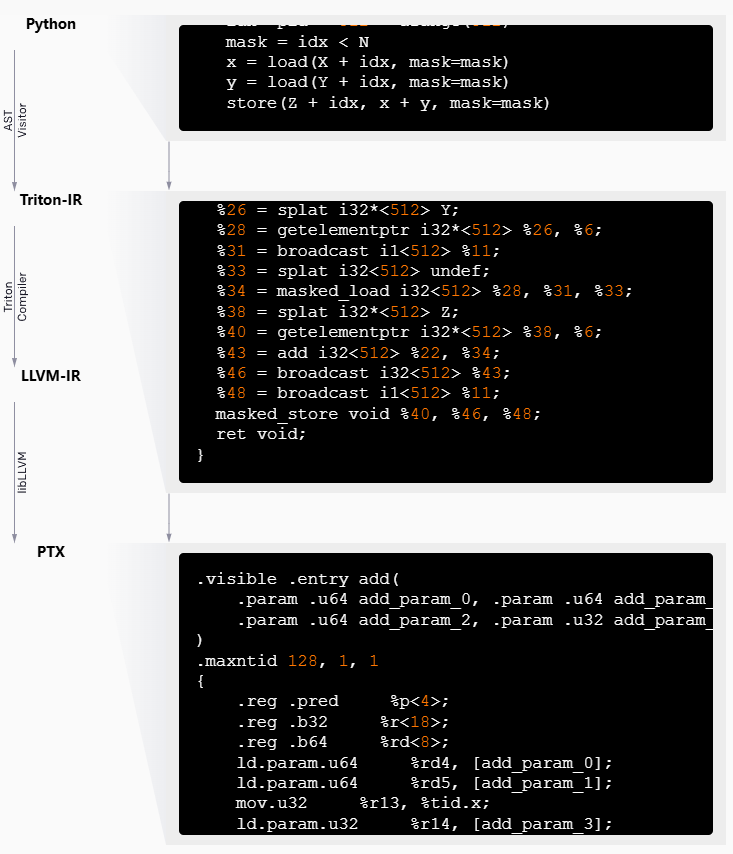 Python
mask = idx < N
x = load(X + idx, mask=mask)
y = load(Y + idx, mask=mask)
store(Z + idx, x + y, mask=mask)
AST
Visitor
Triton-IR
%26 = splat i32*<512> Y;
%28 = getelementptr i32*<512> %26, %6;
%31 = broadcast i1<512> %11;
%33 = splat i32<512> undef;
%34 = masked_load i32<512> %28, %31, %33;
%38 = splat i32*<512> Z;
%40 = getelementptr i32*<512> %38, %6;
%43 = add i32<512> %22, %34;
%46 = broadcast i32<512> %43;
%48 = broadcast i1<512> %11;
masked_store void %40, %46, %48;
ret void;
}
Triton
Compiler
LLVM-IR
libLLVM
PTX
.visible .entry add(
.param .u64 add_param_0, .param .u64 add_param_
.param .u64 add_param_2, .param .u32 add_param_
)
.maxntid 128, 1, 1
{
.reg .pred %p<4>;
.reg .b32 %r<18>;
.reg .b64 %rd<8>;
ld.param.u64 %rd4, [add_param_0];
ld.param.u64 %rd5, [add_param_1];
mov.u32 %r13, %tid.x;
ld.param.u32 %r14, [add_param_3];